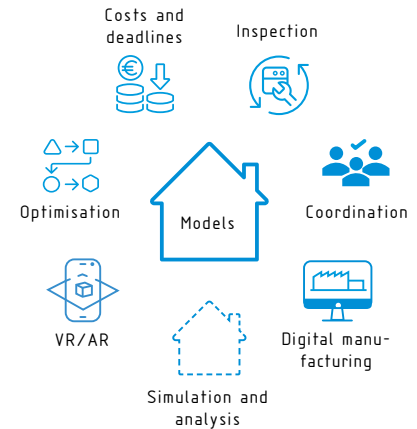 Costs and
deadlines
Inspection
Optimisation
Models
Coordination
VR/AR
Digital manu-
facturing
Simulation and
analysis